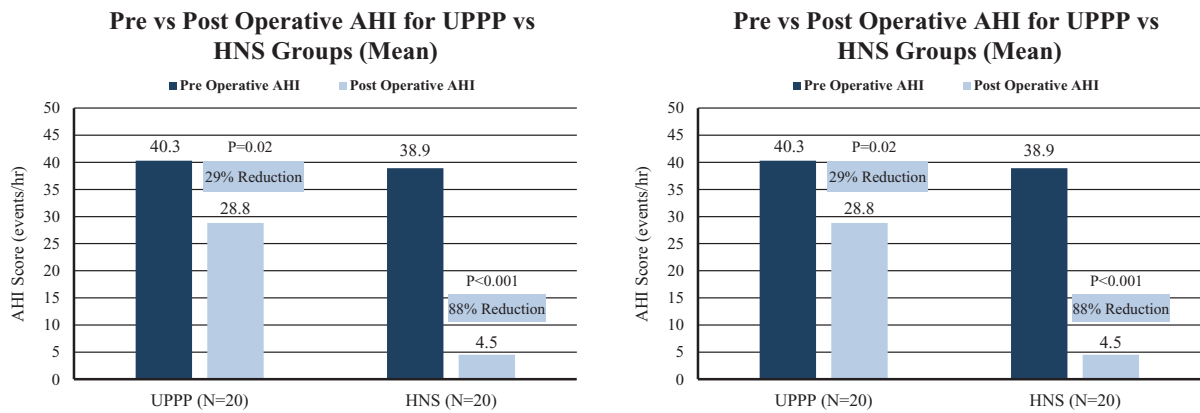 Pre vs Post Operative AHI for UPPP vs
HNS Groups (Mean)
Pre Operative AHI Post Operative AHI
AHI Score (events/hr)
50
45
40
35
30
25
20
15
10
5
0
40.3
P=0.02
29% Reduction
28.8
38.9
P<0.001
88% Reduction
4.5
UPPP (N=20) HNS (N=20)
Pre vs Post Operative AHI for UPPP vs
HNS Groups (Mean)
Pre Operative AHI Post Operative AHI
AHI Score (events/hr)
50
45
40
35
30
25
20
15
10
5
0
40.3
P=0.02
29% Reduction
28.8
38.9
P<0.001
88% Reduction
4.5
UPPP (N=20) HNS (N=20)